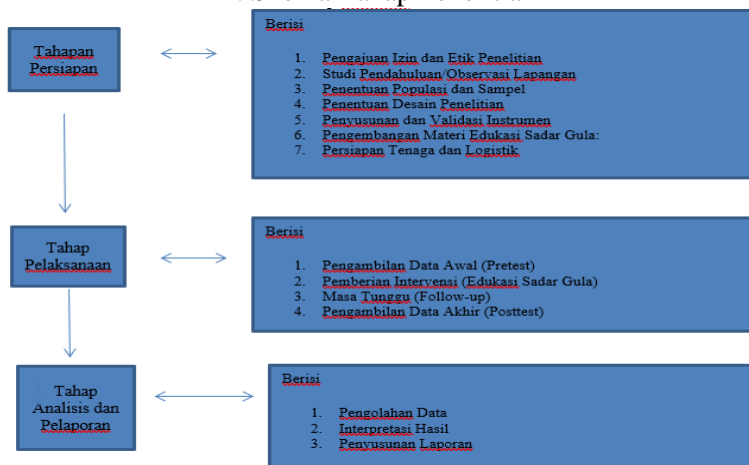 Tahapan
Persiapan
Berisi
1. Pengajuan Izin dan Etik Penelitian
2. Studi Pendahuluan/Observasi Lapangan
3. Penentuan Populasi dan Sampel
4. Penentuan Desain Penelitian
5. Penyusunan dan Validasi Instrumen
6. Pengembangan Materi Edukasi Sadar Gula:
7. Persiapan Tenaga dan Logistik
Tahap
Pelaksanaan
Berisi
1. Pengambilan Data Awal (Pretest)
2. Pemberian Intervensi (Edukasi Sadar Gula)
3. Masa Tunggu (Follow-up)
4. Pengambilan Data Akhir (Posttest)
Tahap
Analisis dan
Pelaporan
Berisi
1. Pengolahan Data
2. Interpretasi Hasil
3. Penyusunan Laporan